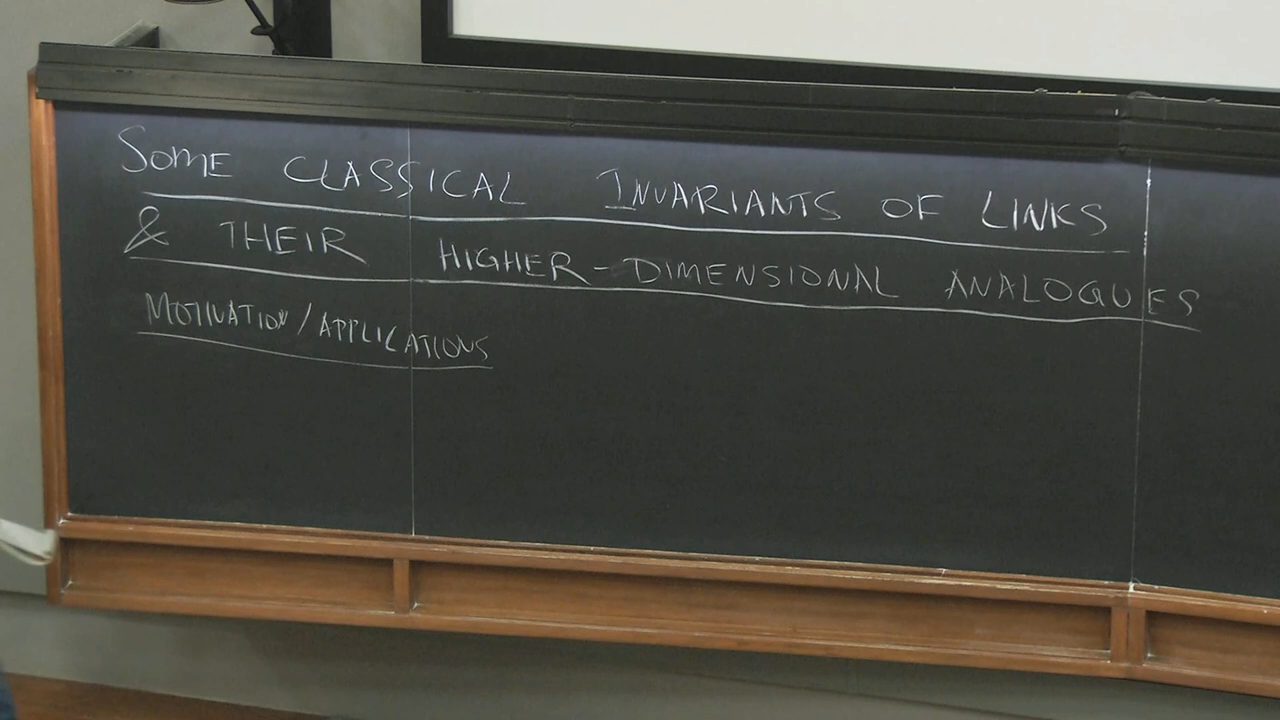 SOME CLASSICAL INVARIANTS OF LINKS
& THEIR HIGHER-DIMENSIONAL ANALOGUES
MOTIVATION/APPLICATIONS